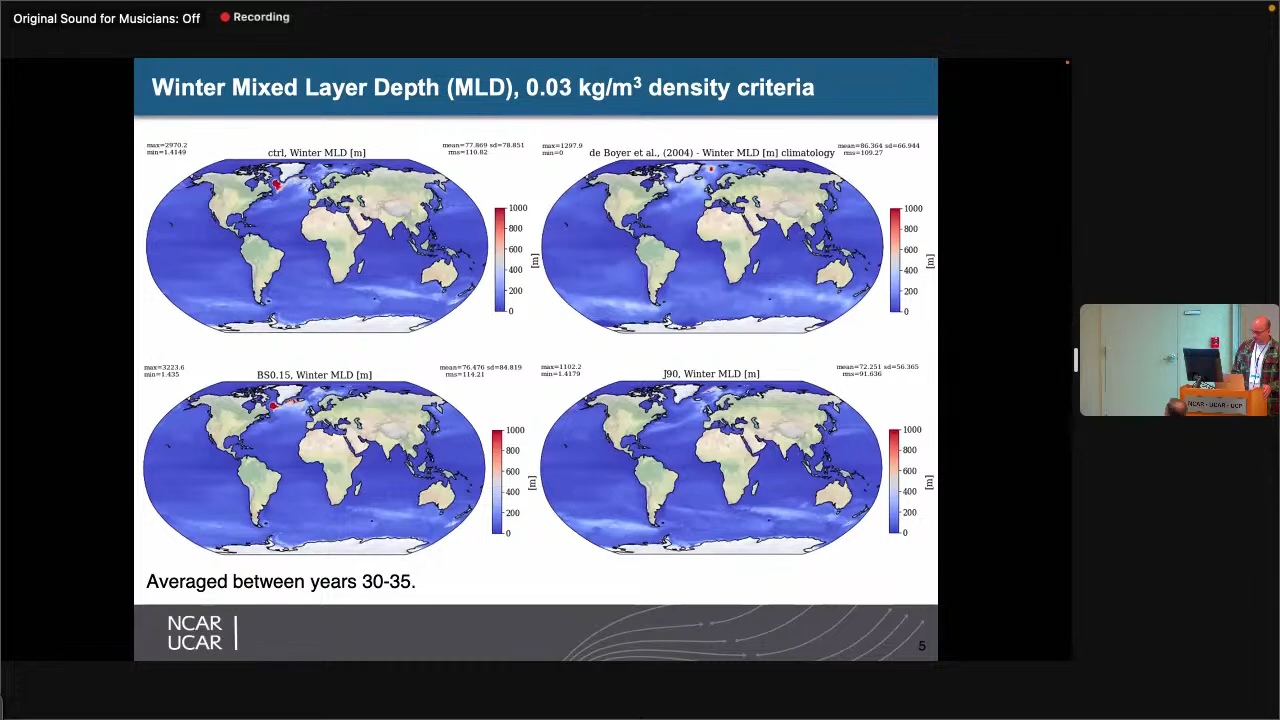 Original Sound for Musicians: Off
Recording
Winter Mixed Layer Depth (MLD), 0.03 kg/m³ density criteria
max=2970.2
min=1.4149
ctrl, Winter MLD [m]
mean=77.869 sd=78.851
rms=110.82
1000
800
600
400
200
0
[m]
max=1297.9
min=0
de Boyer et al., (2004) - Winter MLD [m] climatology
mean=86.364 sd=66.944
rms=109.27
1000
800
600
400
200
0
[m]
max=3223.6
min=1.435
BS0.15, Winter MLD [m]
mean=76.476 sd=84.819
rms=114.21
1000
800
600
400
200
0
[m]
max=1102.2
min=1.4179
J90, Winter MLD [m]
mean=72.251 sd=56.365
rms=91.636
1000
800
600
400
200
0
[m]
Averaged between years 30-35.
NCAR
UCAR
5
NCAR - UCAR - UCP